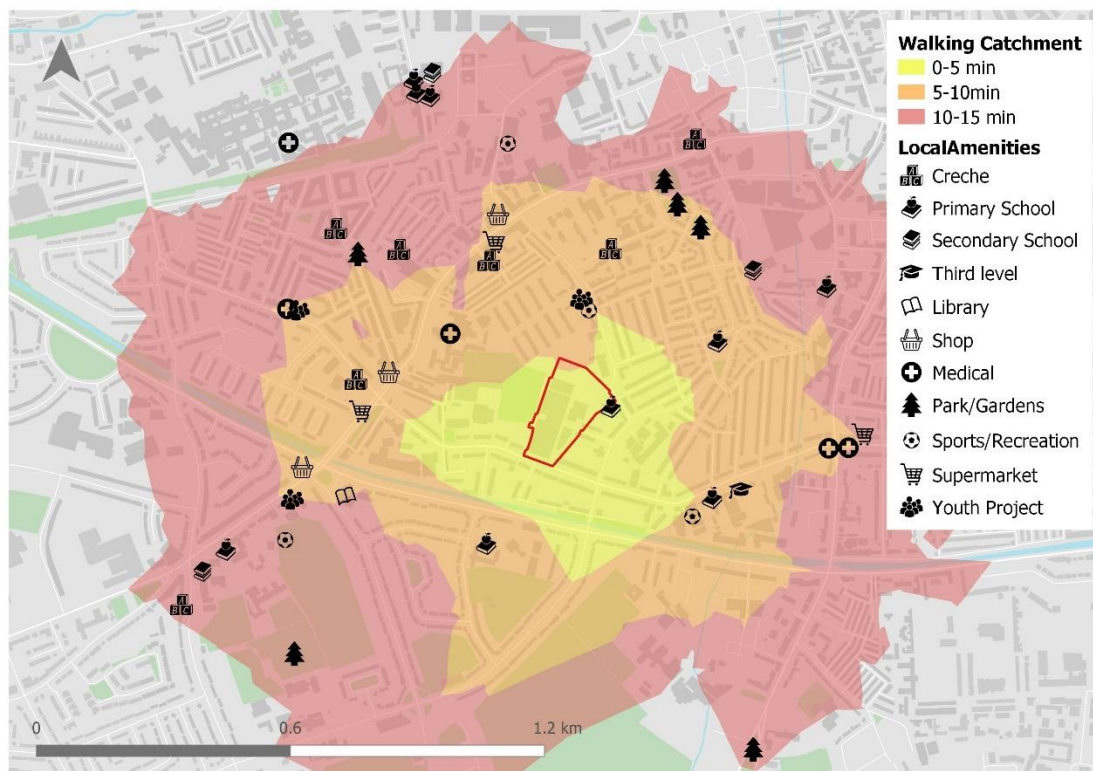 Walking Catchment
0-5 min
5-10min
10-15 min
LocalAmenities
Creche
Primary School
Secondary School
Third level
Library
Shop
Medical
Park/Gardens
Sports/Recreation
Supermarket
Youth Project
0 0.6 1.2 km